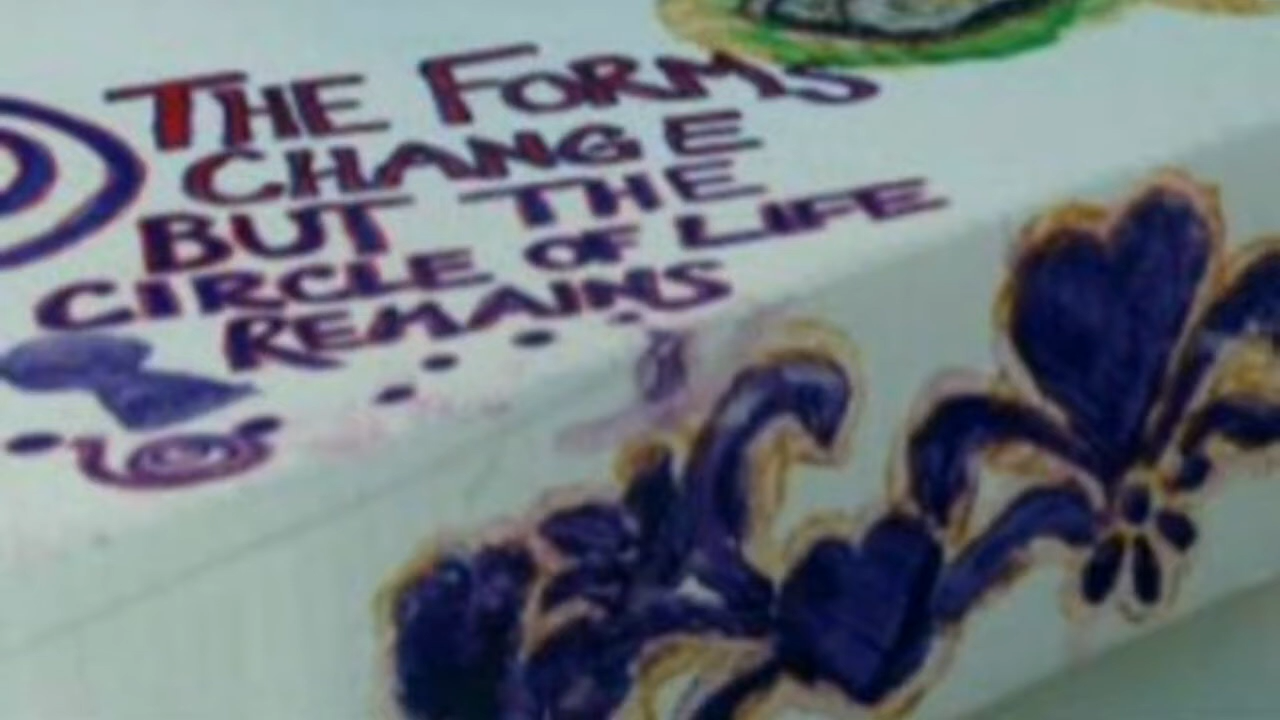 THE FORMS
CHANGE
BUT THE
CIRCLE OF LIFE
REMAINS